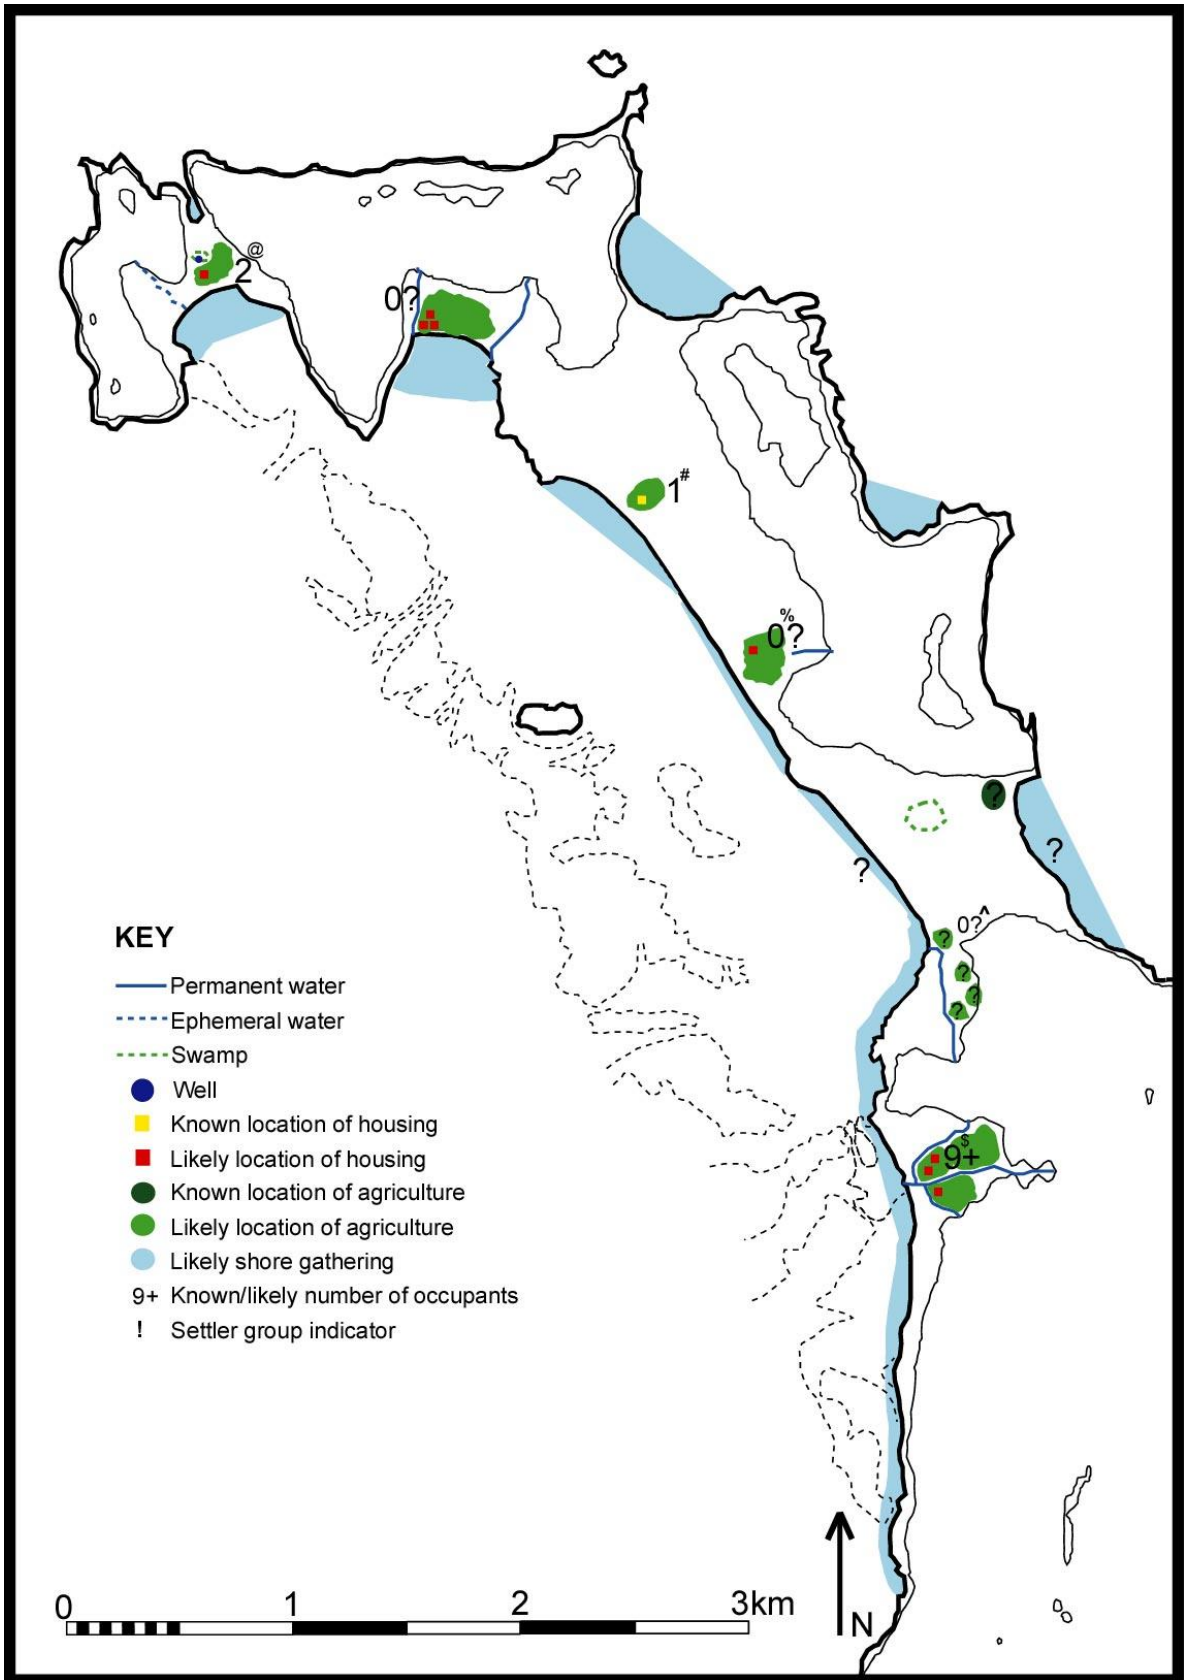 @
2
0?
1#
%
0?
?
?
?
0?^
?
?
?
?
$
9+
KEY
Permanent water
Ephemeral water
Swamp
Well
Known location of housing
Likely location of housing
Known location of agriculture
Likely location of agriculture
Likely shore gathering
9+ Known/likely number of occupants
! Settler group indicator
0 1 2 3km
N